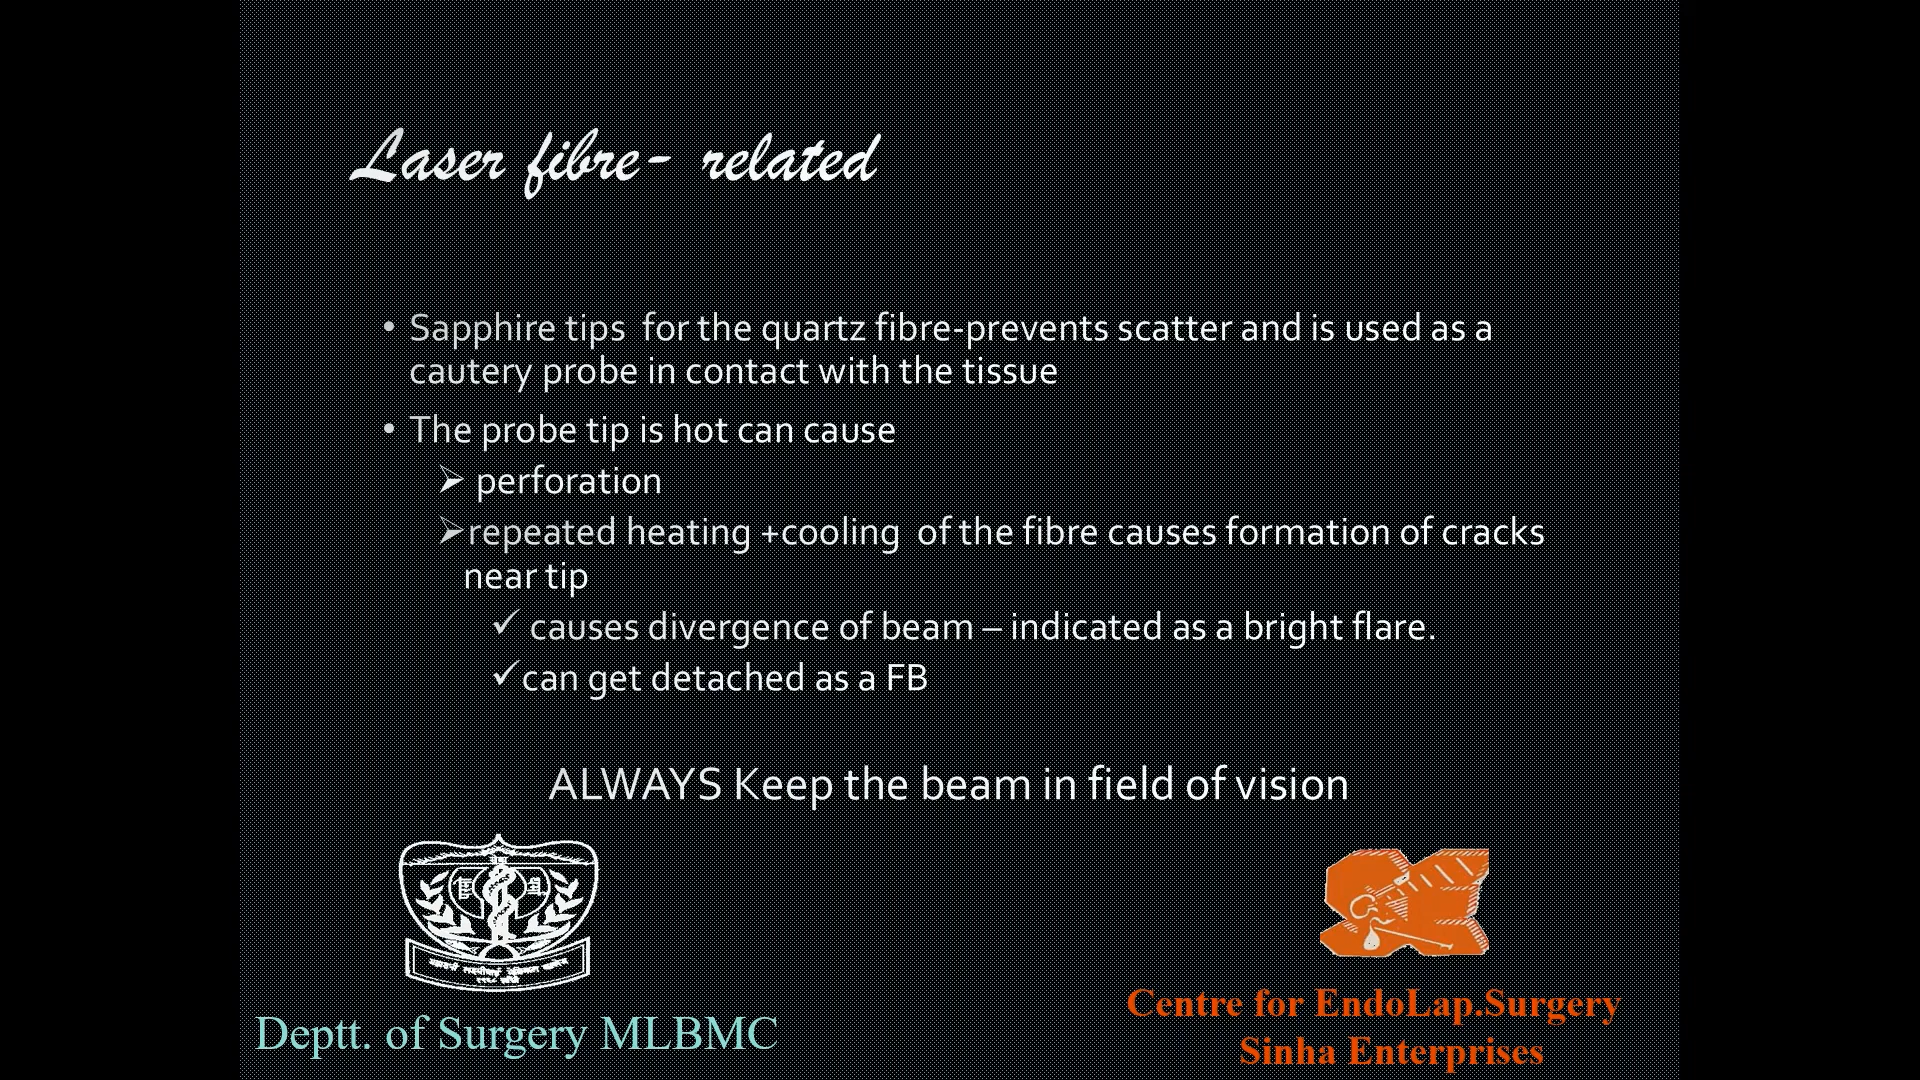 Laser fibre- related
• Sapphire tips for the quartz fibre-prevents scatter and is used as a
cautery probe in contact with the tissue
• The probe tip is hot can cause
➢ perforation
➢repeated heating +cooling of the fibre causes formation of cracks
near tip
✓ causes divergence of beam – indicated as a bright flare.
✓can get detached as a FB
ALWAYS Keep the beam in field of vision
Deptt. of Surgery MLBMC
Centre for EndoLap.Surgery
Sinha Enterprises